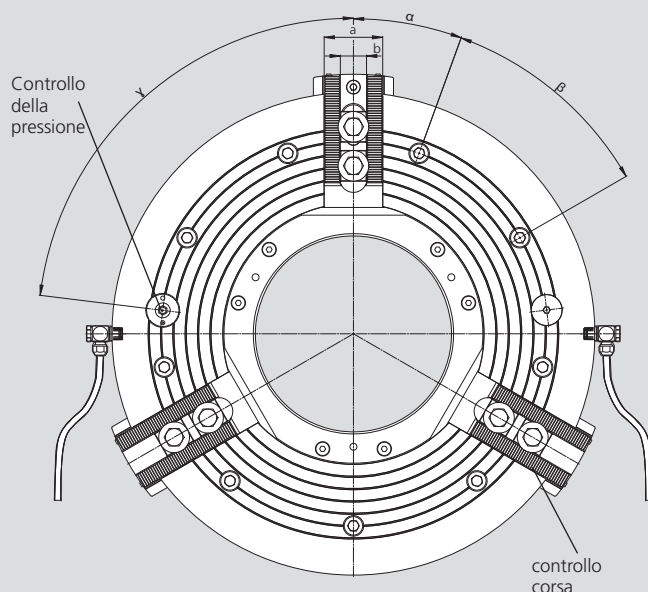 α
a
b
β
γ
Controllo
della
pressione
controllo
corsa